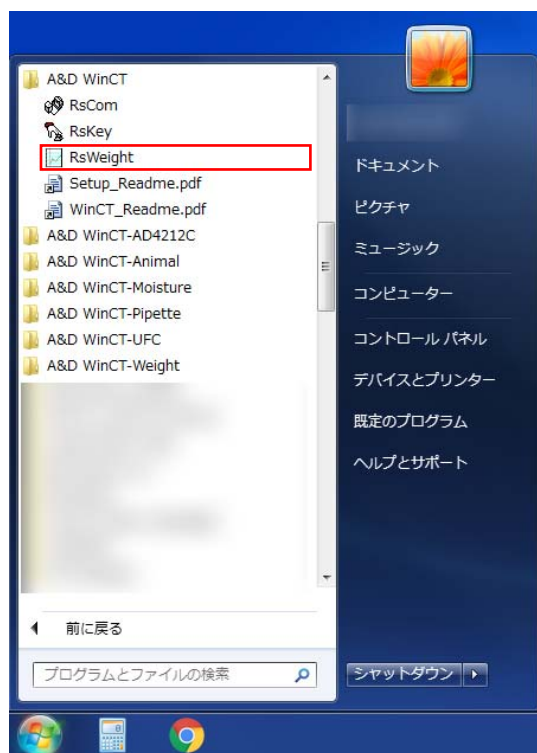 A&D WinCT
RsCom
RsKey
RsWeight
Setup_Readme.pdf
WinCT_Readme.pdf
A&D WinCT-AD4212C
A&D WinCT-Animal
A&D WinCT-Moisture
A&D WinCT-Pipette
A&D WinCT-UFC
A&D WinCT-Weight
前に戻る
プログラムとファイルの検索
ドキュメント
ピクチャ
ミュージック
コンピューター
コントロール パネル
デバイスとプリンター
既定のプログラム
ヘルプとサポート
シャットダウン